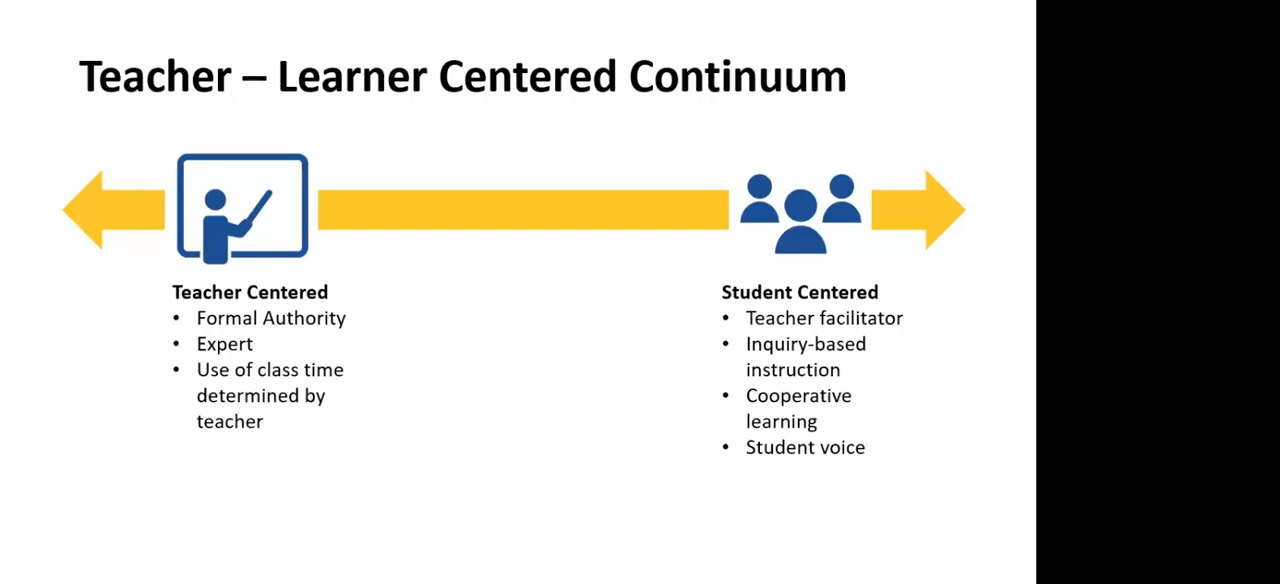 Teacher – Learner Centered Continuum
Teacher Centered
• Formal Authority
• Expert
• Use of class time
determined by
teacher
Student Centered
• Teacher facilitator
• Inquiry-based
instruction
• Cooperative
learning
• Student voice